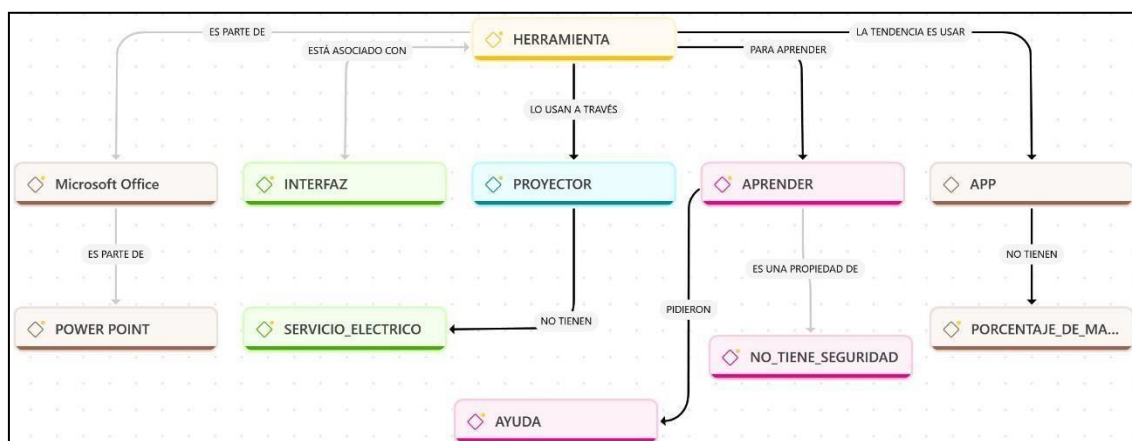 ES PARTE DE
HERRAMIENTA
LA TENDENCIA ES USAR
ESTÁ ASOCIADO CON
PARA APRENDER
LO USAN A TRAVÉS
Microsoft Office
INTERFAZ
PROYECTOR
APRENDER
APP
ES PARTE DE
ES UNA PROPIEDAD DE
NO TIENEN
PIDIERON
POWER POINT
SERVICIO_ELECTRICO
NO TIENEN
PORCENTAJE_DE_MA...
NO_TIENE_SEGURIDAD
AYUDA